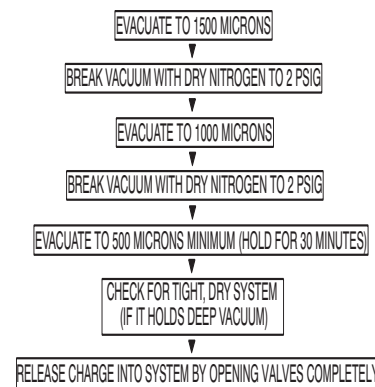 EVACUATE TO 1500 MICRONS
BREAK VACUUM WITH DRY NITROGEN TO 2 PSIG
EVACUATE TO 1000 MICRONS
BREAK VACUUM WITH DRY NITROGEN TO 2 PSIG
EVACUATE TO 500 MICRONS MINIMUM (HOLD FOR 30 MINUTES)
CHECK FOR TIGHT, DRY SYSTEM
(IF IT HOLDS DEEP VACUUM)
RELEASE CHARGE INTO SYSTEM BY OPENING VALVES COMPLETELY